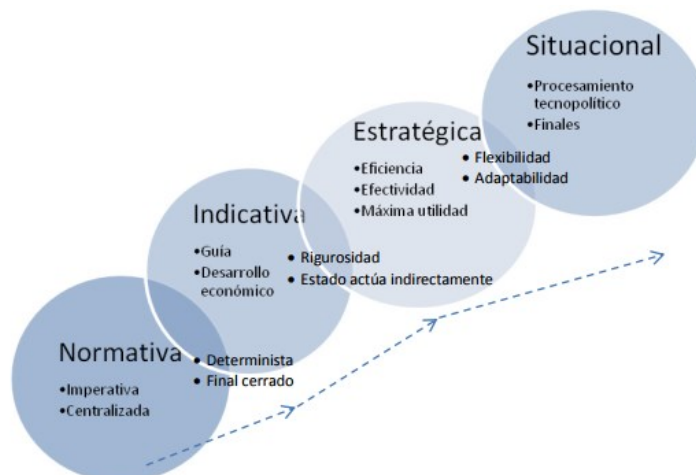 Situacional
•Procesamiento
tecnopolítico
•Finales
Estratégica
•Eficiencia
•Efectividad
•Máxima utilidad
• Flexibilidad
• Adaptabilidad
Indicativa
•Guía
•Desarrollo
económico
• Rigurosidad
• Estado actúa indirectamente
Normativa
•Imperativa
•Centralizada
• Determinista
• Final cerrado